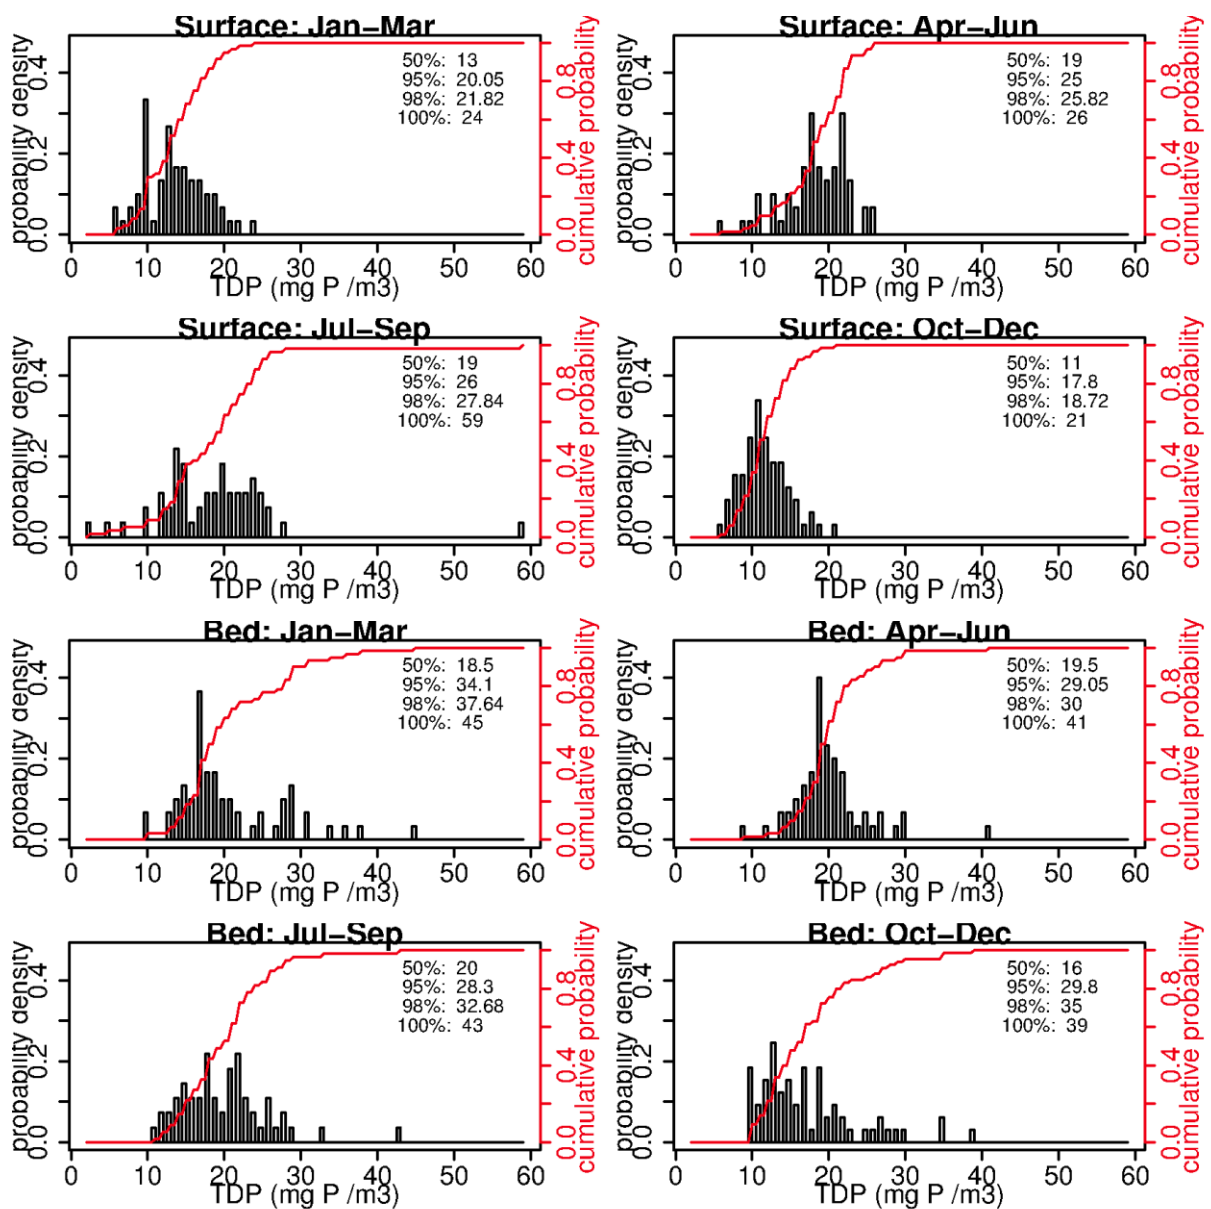 Surface: Jan−Mar
probability density
0.0 0.2 0.4
50%: 13
95%: 20.05
98%: 21.82
100%: 24
0.0 0.4 0.8
cumulative probability
0 10 20 30 40 50 60
TDP (mg P /m3)
Surface: Apr−Jun
probability density
0.0 0.2 0.4
50%: 19
95%: 25
98%: 25.82
100%: 26
0.0 0.4 0.8
cumulative probability
0 10 20 30 40 50 60
TDP (mg P /m3)
Surface: Jul−Sep
probability density
0.0 0.2 0.4
50%: 19
95%: 26
98%: 27.84
100%: 59
0.0 0.4 0.8
cumulative probability
0 10 20 30 40 50 60
TDP (mg P /m3)
Surface: Oct−Dec
probability density
0.0 0.2 0.4
50%: 11
95%: 17.8
98%: 18.72
100%: 21
0.0 0.4 0.8
cumulative probability
0 10 20 30 40 50 60
TDP (mg P /m3)
Bed: Jan−Mar
probability density
0.0 0.2 0.4
50%: 18.5
95%: 34.1
98%: 37.64
100%: 45
0.0 0.4 0.8
cumulative probability
0 10 20 30 40 50 60
TDP (mg P /m3)
Bed: Apr−Jun
probability density
0.0 0.2 0.4
50%: 19.5
95%: 29.05
98%: 30
100%: 41
0.0 0.4 0.8
cumulative probability
0 10 20 30 40 50 60
TDP (mg P /m3)
Bed: Jul−Sep
probability density
0.0 0.2 0.4
50%: 20
95%: 28.3
98%: 32.68
100%: 43
0.0 0.4 0.8
cumulative probability
0 10 20 30 40 50 60
TDP (mg P /m3)
Bed: Oct−Dec
probability density
0.0 0.2 0.4
50%: 16
95%: 29.8
98%: 35
100%: 39
0.0 0.4 0.8
cumulative probability
0 10 20 30 40 50 60
TDP (mg P /m3)